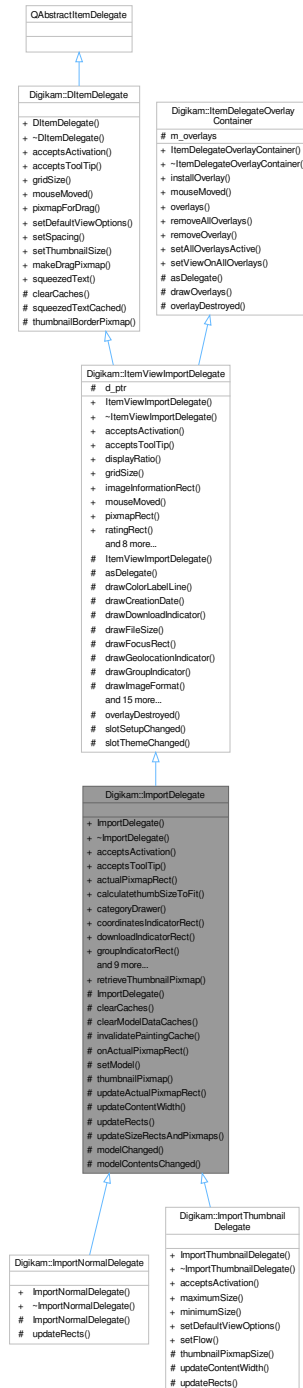 QAbstractItemDelegate
Digikam::DItemDelegate
+ DItemDelegate()
+ ~DItemDelegate()
+ acceptsActivation()
+ acceptsToolTip()
+ gridSize()
+ mouseMoved()
+ pixmapForDrag()
+ setDefaultViewOptions()
+ setSpacing()
+ setThumbnailSize()
+ makeDragPixmap()
+ squeezedText()
# clearCaches()
# squeezedTextCached()
# thumbnailBorderPixmap()
Digikam::ItemDelegateOverlay
Container
# m_overlays
+ ItemDelegateOverlayContainer()
+ ~ItemDelegateOverlayContainer()
+ installOverlay()
+ mouseMoved()
+ overlays()
+ removeAllOverlays()
+ removeOverlay()
+ setAllOverlaysActive()
+ setViewOnAllOverlays()
# asDelegate()
# drawOverlays()
# overlayDestroyed()
Digikam::ItemViewImportDelegate
# d_ptr
+ ItemViewImportDelegate()
+ ~ItemViewImportDelegate()
+ acceptsActivation()
+ acceptsToolTip()
+ displayRatio()
+ gridSize()
+ imageInformationRect()
+ mouseMoved()
+ pixmapRect()
+ ratingRect()
and 8 more...
# ItemViewImportDelegate()
# asDelegate()
# drawColorLabelLine()
# drawCreationDate()
# drawDownloadIndicator()
# drawFileSize()
# drawFocusRect()
# drawGeolocationIndicator()
# drawGroupIndicator()
# drawImageFormat()
and 15 more...
# overlayDestroyed()
# slotSetupChanged()
# slotThemeChanged()
Digikam::ImportDelegate
+ ImportDelegate()
+ ~ImportDelegate()
+ acceptsActivation()
+ acceptsToolTip()
+ actualPixmapRect()
+ calculatethumbSizeToFit()
+ categoryDrawer()
+ coordinatesIndicatorRect()
+ downloadIndicatorRect()
+ groupIndicatorRect()
and 9 more...
+ retrieveThumbnailPixmap()
# ImportDelegate()
# clearCaches()
# clearModelDataCaches()
# invalidatePaintingCache()
# onActualPixmapRect()
# setModel()
# thumbnailPixmap()
# updateActualPixmapRect()
# updateContentWidth()
# updateRects()
# updateSizeRectsAndPixmaps()
# modelChanged()
# modelContentsChanged()
Digikam::ImportNormalDelegate
+ ImportNormalDelegate()
+ ~ImportNormalDelegate()
# ImportNormalDelegate()
# updateRects()
Digikam::ImportThumbnail
Delegate
+ ImportThumbnailDelegate()
+ ~ImportThumbnailDelegate()
+ acceptsActivation()
+ maximumSize()
+ minimumSize()
+ setDefaultViewOptions()
+ setFlow()
# thumbnailPixmapSize()
# updateContentWidth()
# updateRects()